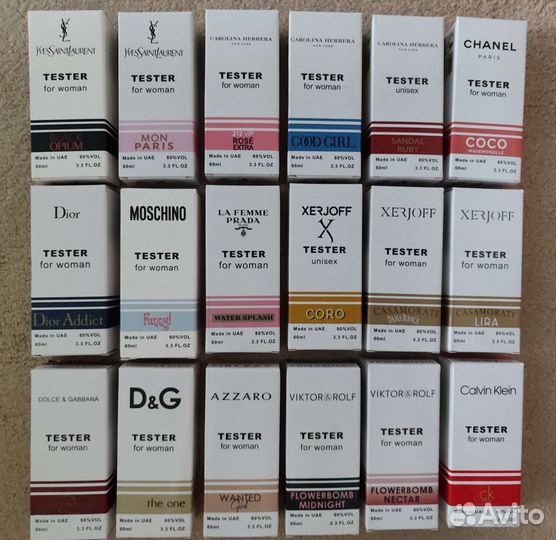 YSL
YVESSAINTLAURENT
TESTER
for woman
BLACK
OPIUM
Made in UAE 80%VOL
60ml 3.3 FL.OZ
YSL
YVESSAINTLAURENT
TESTER
for woman
MON
PARIS
Made in UAE 80%VOL
60ml 3.3 FL.OZ
CAROLINA HERRERA
NEW YORK
TESTER
for woman
212 VIP
ROSÉ
EXTRA
Made in UAE 80%VOL
60ml 3.3 FL.OZ
CAROLINA HERRERA
NEW YORK
TESTER
for woman
GOOD GIRL
Made in UAE 80%VOL
60ml 3.3 FL.OZ
CAROLINA HERRERA
NEW YORK
TESTER
unisex
SANDAL
RUBY
Made in UAE 80%VOL
60ml 3.3 FL.OZ
CHANEL
PARIS
TESTER
for woman
COCO
MADEMOISELLE
Made in UAE 80%VOL
60ml 3.3 FL.OZ
Dior
TESTER
for woman
Dior Addict
Made in UAE 80%VOL
60ml 3.3 FL.OZ
MOSCHINO
TESTER
for woman
Funny!
Made in UAE 80%VOL
60ml 3.3 FL.OZ
LA FEMME
PRADA
TESTER
for woman
WATER SPLASH
Made in UAE 80%VOL
60ml 3.3 FL.OZ
XERJOFF
X
TESTER
unisex
CORO
Made in UAE 80%VOL
60ml 3.3 FL.OZ
XERJOFF
TESTER
for woman
CASAMORATI
DAMA BIANCA
Made in UAE 80%VOL
60ml 3.3 FL.OZ
XERJOFF
TESTER
for woman
CASAMORATI
LIRA
Made in UAE 80%VOL
60ml 3.3 FL.OZ
DOLCE & GABBANA
TESTER
for woman
Made in UAE 80%VOL
60ml 3.3 FL.OZ
D&G
TESTER
for woman
the one
Made in UAE 80%VOL
60ml 3.3 FL.OZ
AZZARO
TESTER
for woman
WANTED
Girl
Made in UAE 80%VOL
60ml 3.3 FL.OZ
VIKTOR&ROLF
TESTER
for woman
FLOWERBOMB
MIDNIGHT
Made in UAE 80%VOL
60ml 3.3 FL.OZ
VIKTOR&ROLF
TESTER
for woman
FLOWERBOMB
NECTAR
Made in UAE 80%VOL
60ml
Calvin Klein
TESTER
for woman
ck
Avito